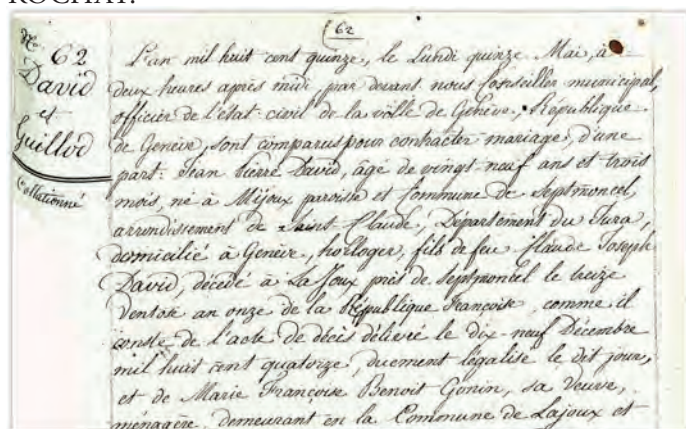 ROCHAT.
62
N.º 62
David
et
Guillod
Collationné
L'an mil huit cent quinze, le Lundi quinze Mai, à
deux heures après midi, par devant nous Conseiller municipal,
officier de l'état civil de la ville de Genève, République
de Genève, sont comparus pour contracter mariage, d'une
part: Jean Pierre David, âgé de vingt-neuf ans et trois
mois, né à Mijoux paroisse et Commune de Septmoncel,
arrondissement de Saint Claude, Département du Jura,
domicilié à Genève, horloger, fils de feu Claude Joseph
David, décédé à La Joux près de Septmoncel le treize
Ventose an onze de la République Françoise, comme il
conste de l'acte de décès délivré le dix-neuf Décembre
mil huit cent quatorze, duement légalisé le dit jour,
et de Marie Françoise Benoit Gonin, sa veuve,
ménagère, demeurant en la Commune de Lajoux et